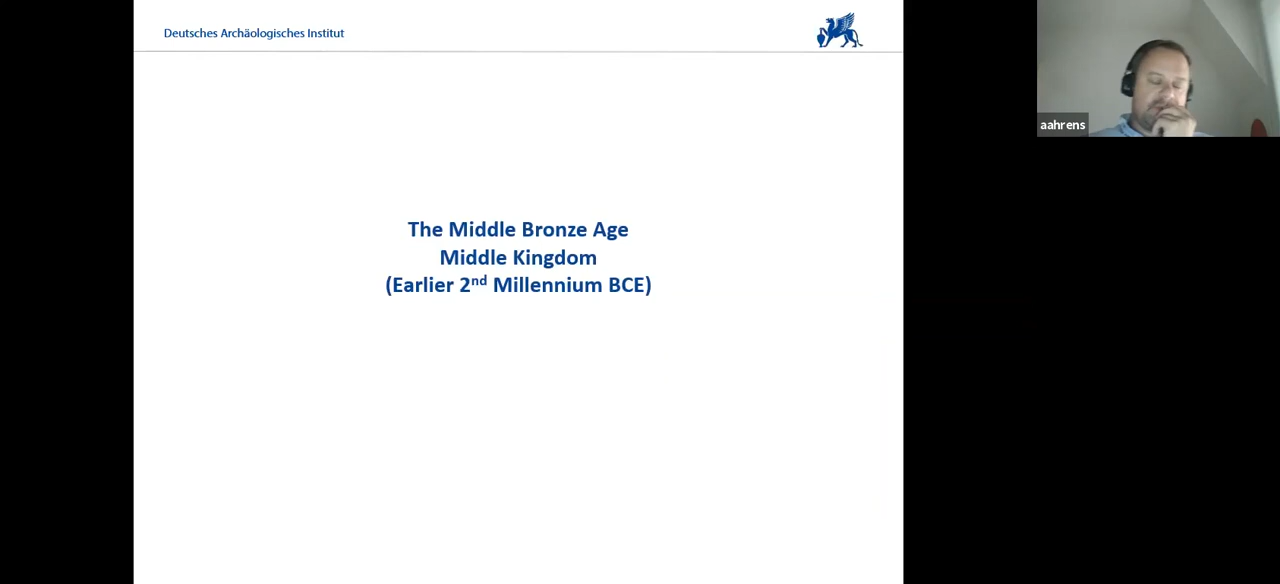 Deutsches Archäologisches Institut
The Middle Bronze Age
Middle Kingdom
(Earlier 2nd Millennium BCE)
aahrens